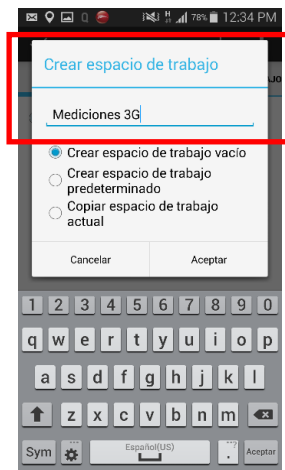 78% 12:34 PM
Crear espacio de trabajo
JO
Mediciones 3G
Crear espacio de trabajo vacío
Crear espacio de trabajo
predeterminado
Copiar espacio de trabajo
actual
Cancelar Aceptar
1 2 3 4 5 6 7 8 9 0
q w e r t y u i o p
a s d f g h j k l
z x c v b n m
Sym Español(US) . Aceptar